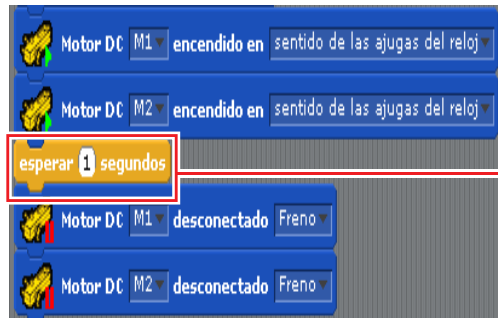 Motor DC M1 encendido en sentido de las ajugas del reloj
Motor DC M2 encendido en sentido de las ajugas del reloj
esperar 1 segundos
Motor DC M1 desconectado Freno
Motor DC M2 desconectado Freno